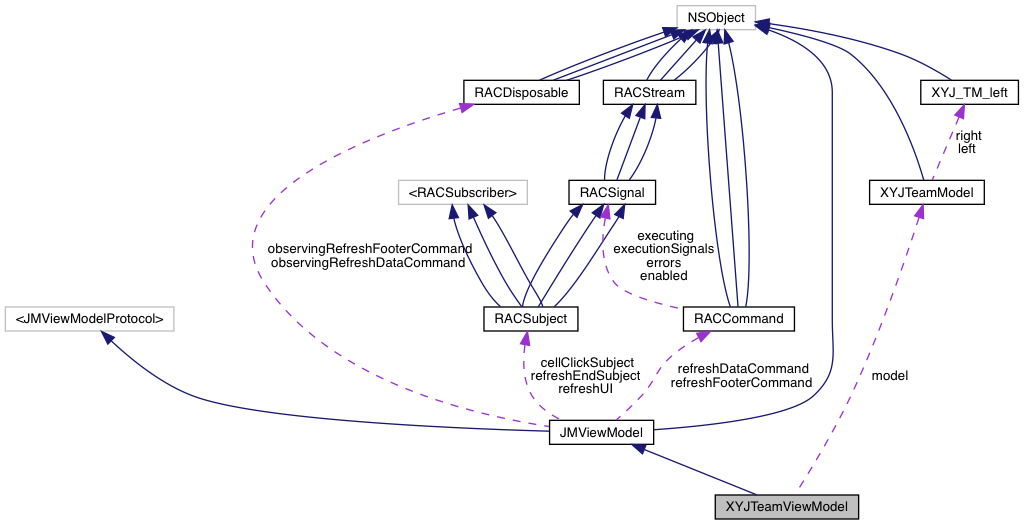 NSObject
RACDisposable
RACStream
XYJ_TM_left
right
left
<RACSubscriber>
RACSignal
XYJTeamModel
observingRefreshFooterCommand
observingRefreshDataCommand
executing
executionSignals
errors
enabled
<JMViewModelProtocol>
RACSubject
RACCommand
cellClickSubject
refreshEndSubject
refreshUI
refreshDataCommand
refreshFooterCommand
model
JMViewModel
XYJTeamViewModel